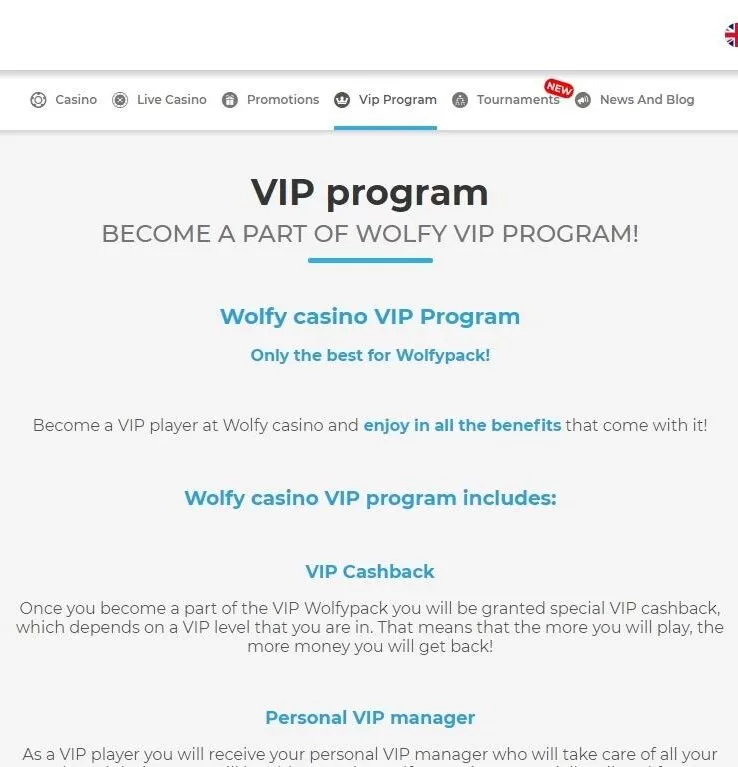 Casino Live Casino Promotions Vip Program Tournaments NEW News And Blog
VIP program
BECOME A PART OF WOLFY VIP PROGRAM!
Wolfy casino VIP Program
Only the best for Wolfypack!
Become a VIP player at Wolfy casino and enjoy in all the benefits that come with it!
Wolfy casino VIP program includes:
VIP Cashback
Once you become a part of the VIP Wolfypack you will be granted special VIP cashback,
which depends on a VIP level that you are in. That means that the more you will play, the
more money you will get back!
Personal VIP manager
As a VIP player you will receive your personal VIP manager who will take care of all your